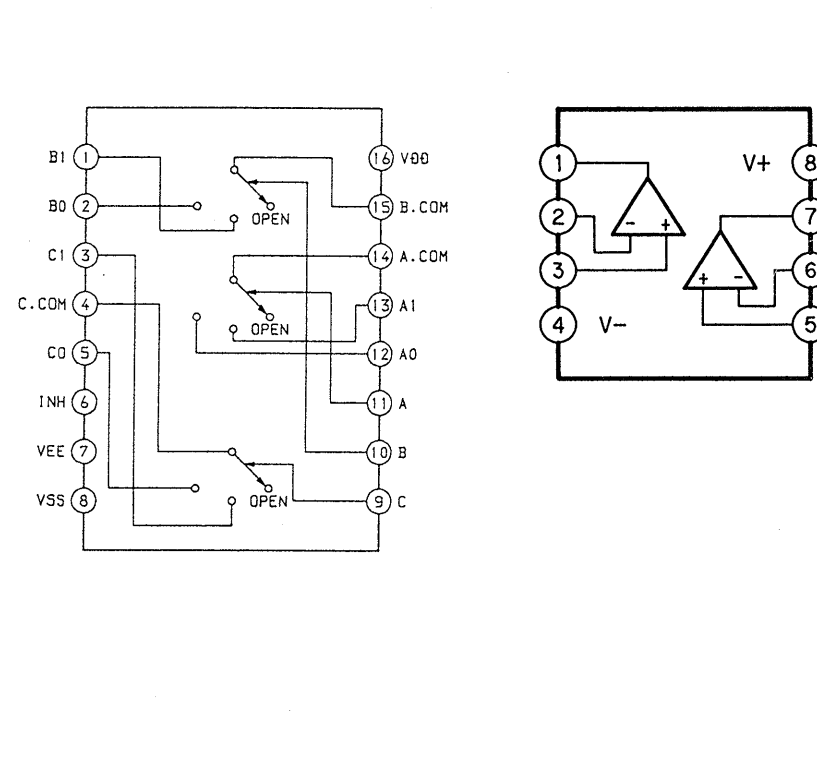 B1 1
B0 2
C1 3
C.COM 4
C0 5
INH 6
VEE 7
VSS 8
16 VDD
15 B.COM
14 A.COM
13 A1
12 A0
11 A
10 B
9 C
OPEN
OPEN
OPEN
1
2
3
4 V-
V+ 8
7
6
5
- +
+ -